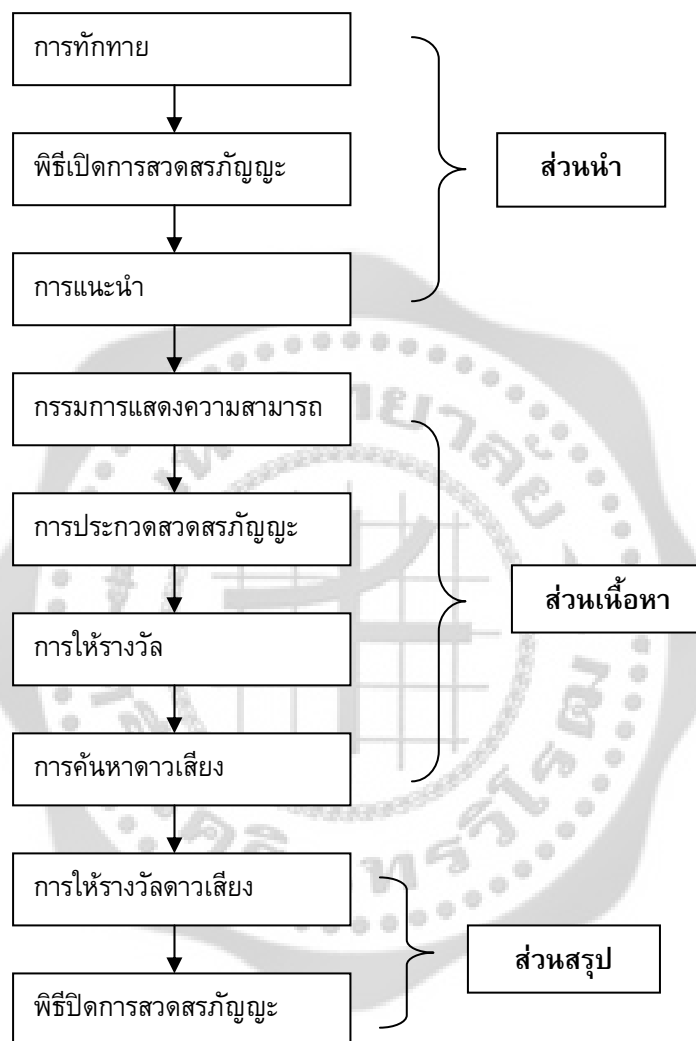 การทักทาย
พิธีเปิดการสวดสรภัญญะ
ส่วนนำ
การแนะนำ
กรรมการแสดงความสามารถ
การประกวดสวดสรภัญญะ
ส่วนเนื้อหา
การให้รางวัล
การค้นหาดาวเสียง
การให้รางวัลดาวเสียง
ส่วนสรุป
พิธีปิดการสวดสรภัญญะ